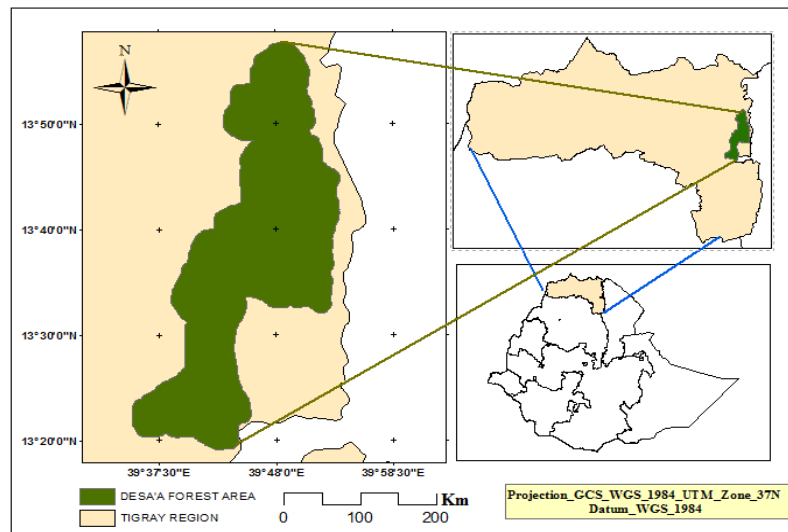 N
13°50'0"N
13°40'0"N
13°30'0"N
13°20'0"N
39°37'30"E 39°48'0"E 39°58'30"E
DESA'A FOREST AREA
TIGRAY REGION
Km
0 100 200
Projection_GCS_WGS_1984_UTM_Zone_37N
Datum_WGS_1984